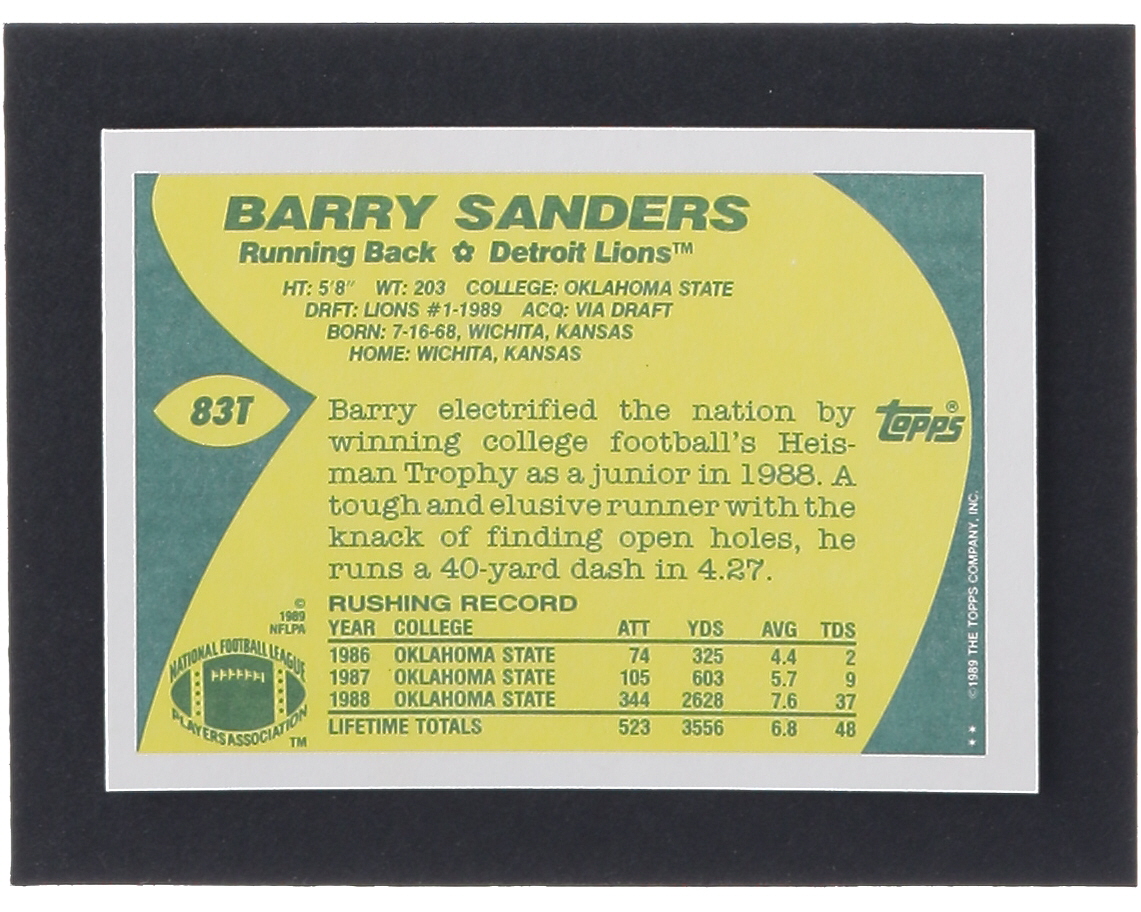 BARRY SANDERS
Running Back ✿ Detroit Lions™
HT: 5'8" WT: 203 COLLEGE: OKLAHOMA STATE
DRFT: LIONS #1-1989 ACQ: VIA DRAFT
BORN: 7-16-68, WICHITA, KANSAS
HOME: WICHITA, KANSAS
83T
Barry electrified the nation by
winning college football's Heis-
man Trophy as a junior in 1988. A
tough and elusive runner with the
knack of finding open holes, he
runs a 40-yard dash in 4.27.
topps®
RUSHING RECORD
YEAR COLLEGE ATT YDS AVG TDS
1986 OKLAHOMA STATE 74 325 4.4 2
1987 OKLAHOMA STATE 105 603 5.7 9
1988 OKLAHOMA STATE 344 2628 7.6 37
LIFETIME TOTALS 523 3556 6.8 48
©
1989
NFLPA
NATIONAL FOOTBALL LEAGUE
PLAYERS ASSOCIATION
TM
©1989 THE TOPPS COMPANY, INC.
**